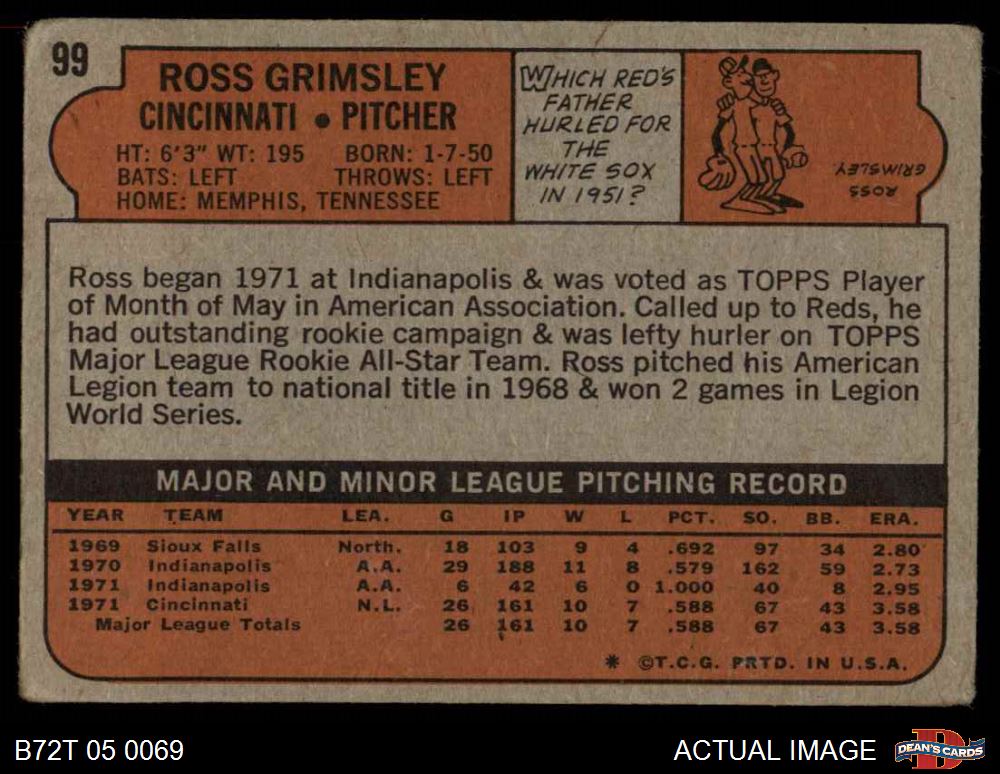 99
ROSS GRIMSLEY
CINCINNATI • PITCHER
HT: 6'3" WT: 195 BORN: 1-7-50
BATS: LEFT THROWS: LEFT
HOME: MEMPHIS, TENNESSEE
WHICH RED'S
FATHER
HURLED FOR
THE
WHITE SOX
IN 1951?
ROSS
GRIMSLEY
Ross began 1971 at Indianapolis & was voted as TOPPS Player
of Month of May in American Association. Called up to Reds, he
had outstanding rookie campaign & was lefty hurler on TOPPS
Major League Rookie All-Star Team. Ross pitched his American
Legion team to national title in 1968 & won 2 games in Legion
World Series.
MAJOR AND MINOR LEAGUE PITCHING RECORD
YEAR TEAM LEA. G IP W L PCT. SO. BB. ERA.
1969 Sioux Falls North. 18 103 9 4 .692 97 34 2.80
1970 Indianapolis A.A. 29 188 11 8 .579 162 59 2.73
1971 Indianapolis A.A. 6 42 6 0 1.000 40 8 2.95
1971 Cincinnati N.L. 26 161 10 7 .588 67 43 3.58
Major League Totals 26 161 10 7 .588 67 43 3.58
* ©T.C.G. PRTD. IN U.S.A.
B72T 05 0069 ACTUAL IMAGE
DEAN'S CARDS